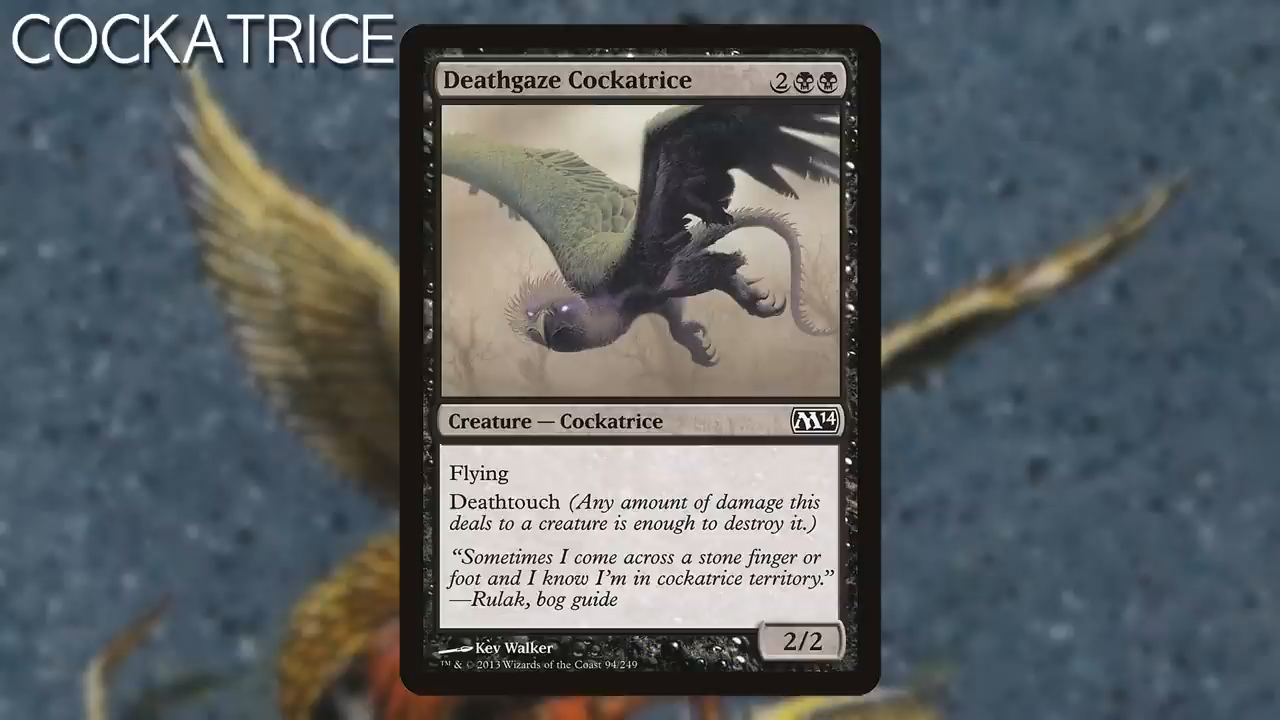 COCKATRICE
Deathgaze Cockatrice 2
Creature — Cockatrice M14
Flying
Deathtouch (Any amount of damage this
deals to a creature is enough to destroy it.)
“Sometimes I come across a stone finger or
foot and I know I’m in cockatrice territory.”
—Rulak, bog guide
2/2
Kev Walker
™ & © 2013 Wizards of the Coast 94/249